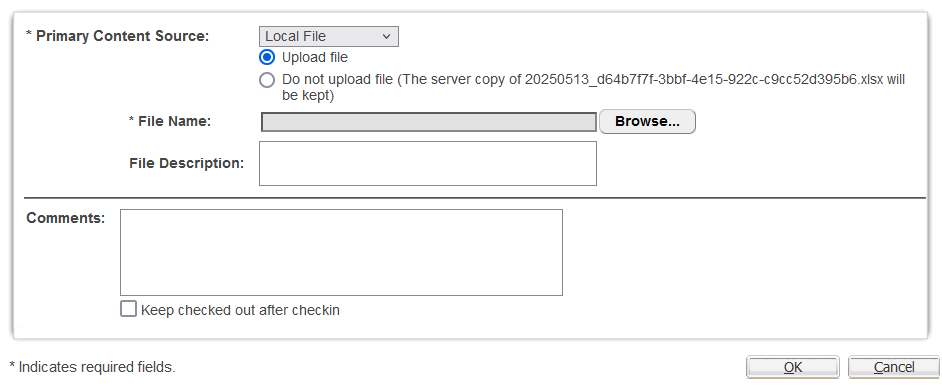 * Primary Content Source: Local File
Upload file
Do not upload file (The server copy of 20250513_d64b7f7f-3bbf-4e15-922c-c9cc52d395b6.xlsx will
be kept)
* File Name: Browse...
File Description:
Comments:
Keep checked out after checkin
* Indicates required fields. OK Cancel